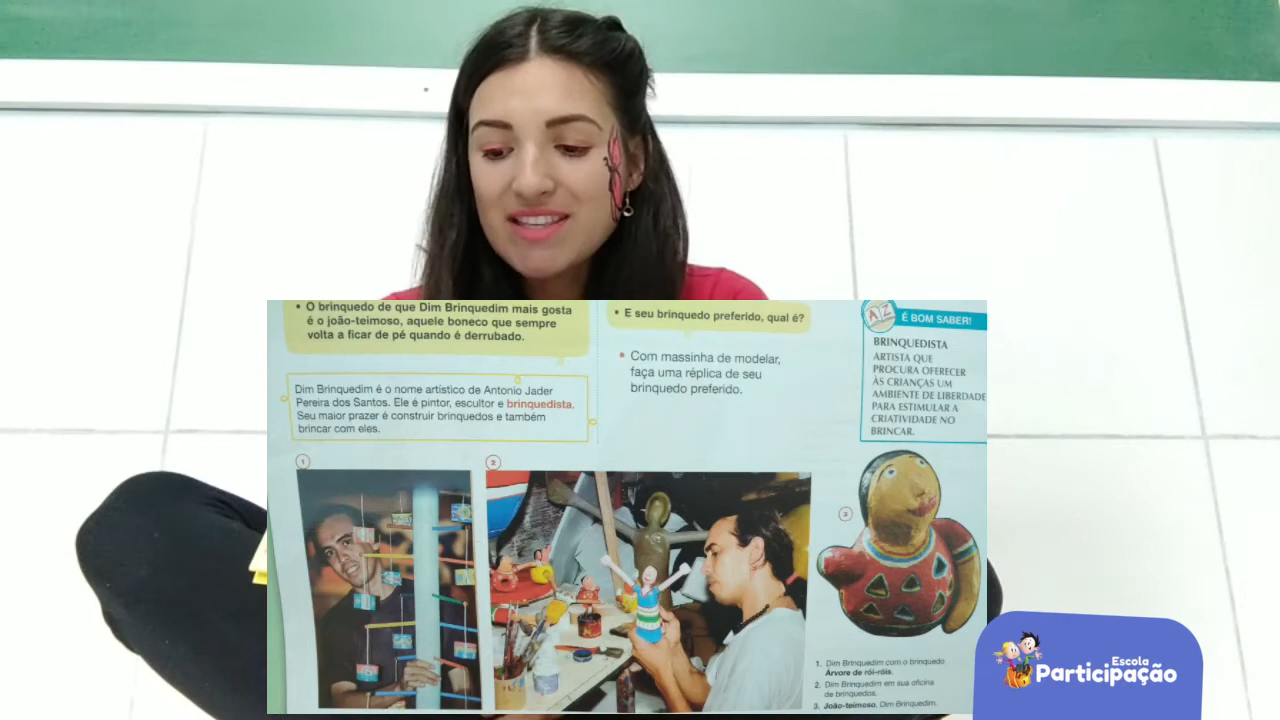 • O brinquedo de que Dim Brinquedim mais gosta
é o joão-teimoso, aquele boneco que sempre
volta a ficar de pé quando é derrubado.
Dim Brinquedim é o nome artístico de Antonio Jader
Pereira dos Santos. Ele é pintor, escultor e brinquedista.
Seu maior prazer é construir brinquedos e também
brincar com eles.
• E seu brinquedo preferido, qual é?
• Com massinha de modelar,
faça uma réplica de seu
brinquedo preferido.
AZ
É BOM SABER!
BRINQUEDISTA
ARTISTA QUE
PROCURA OFERECER
ÀS CRIANÇAS UM
AMBIENTE DE LIBERDADE
PARA ESTIMULAR A
CRIATIVIDADE NO
BRINCAR.
1
2
3
1. Dim Brinquedim com o brinquedo
Árvore de rói-róis.
2. Dim Brinquedim em sua oficina
de brinquedos.
3. João-teimoso, Dim Brinquedim.
Escola
Participação